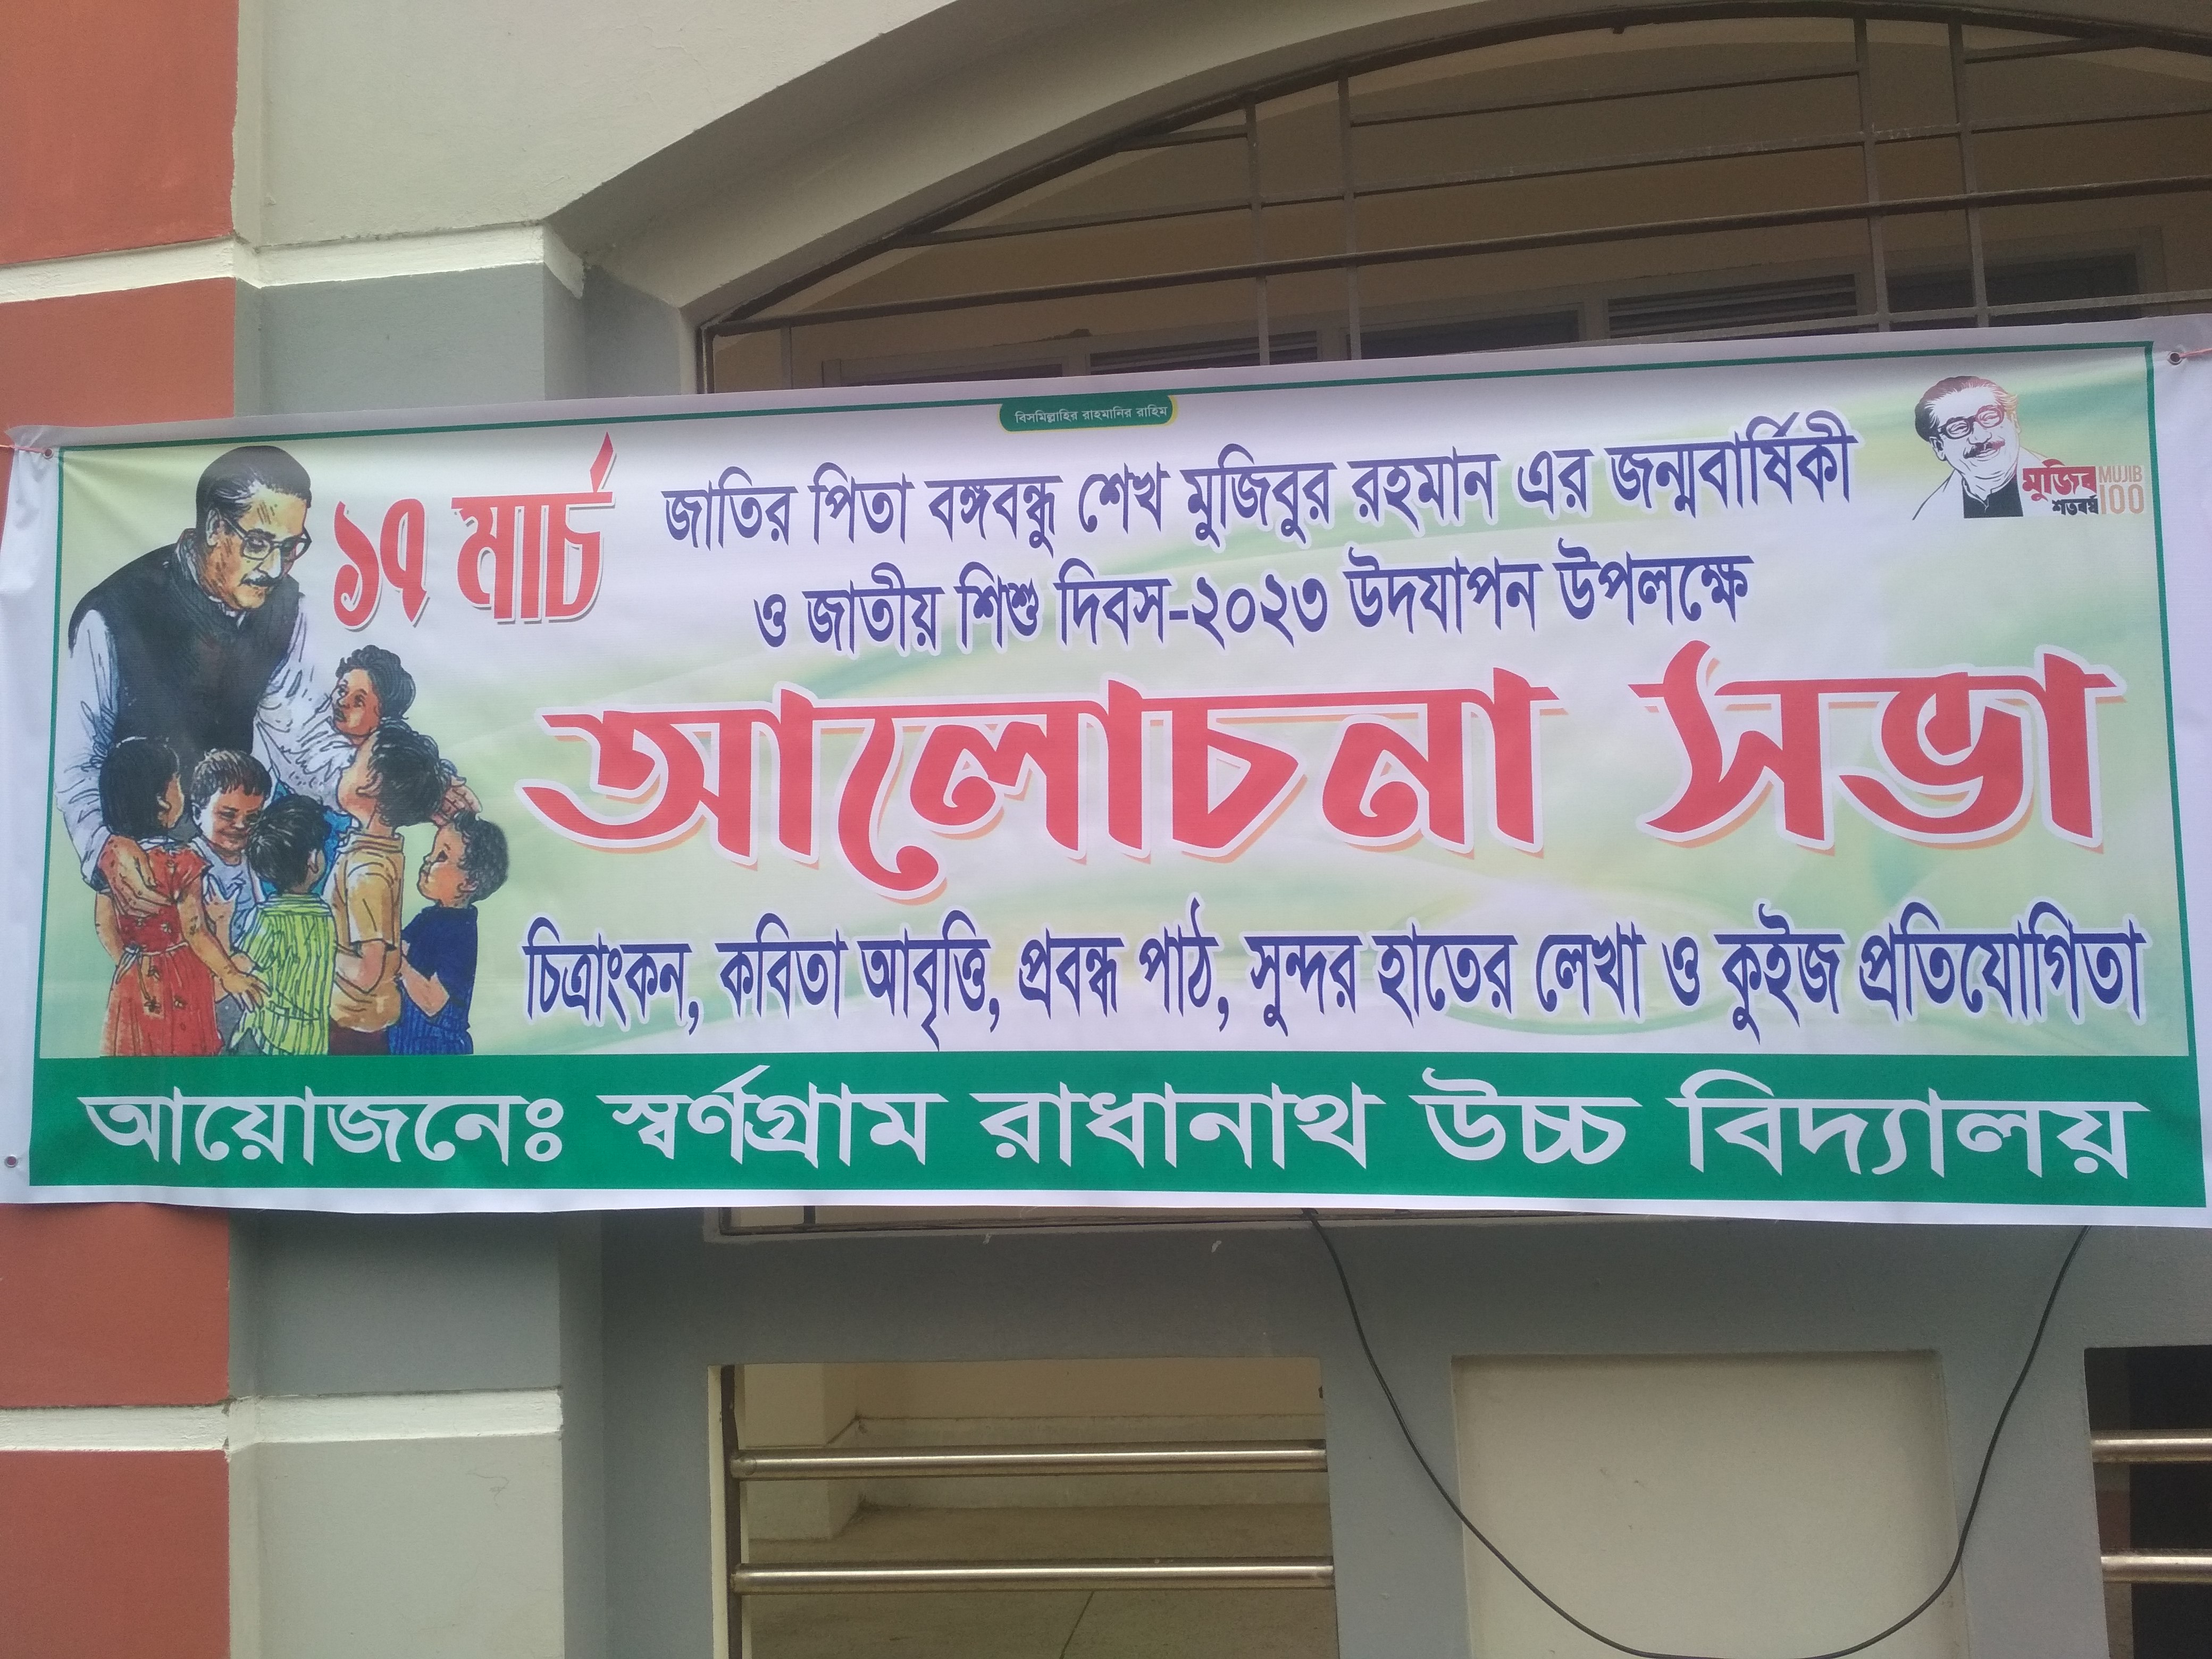 বিসমিল্লাহির রাহমানির রাহিম
১৭ মার্চ
জাতির পিতা বঙ্গবন্ধু শেখ মুজিবুর রহমান এর জন্মবার্ষিকী
ও জাতীয় শিশু দিবস-২০২৩ উদযাপন উপলক্ষে
মুজিব MUJIB
শতবর্ষ 100
আলোচনা সভা
চিত্রাংকন, কবিতা আবৃত্তি, প্রবন্ধ পাঠ, সুন্দর হাতের লেখা ও কুইজ প্রতিযোগিতা
আয়োজনেঃ স্বর্ণগ্রাম রাধানাথ উচ্চ বিদ্যালয়